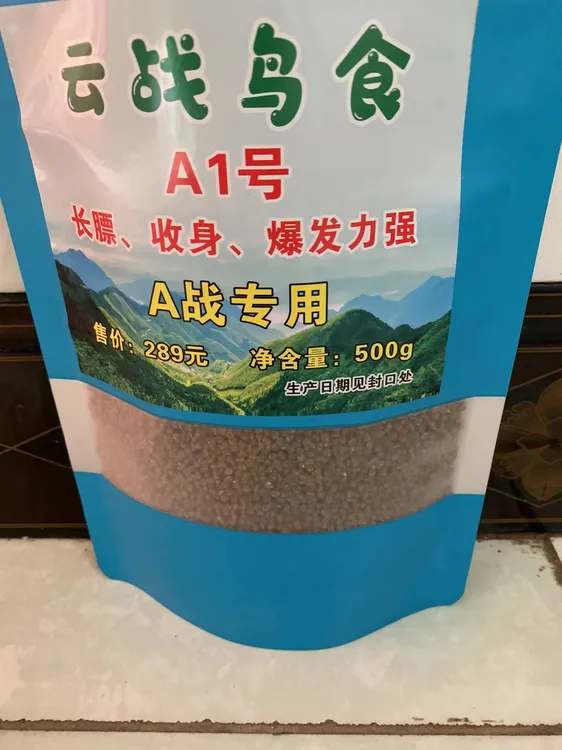 云战鸟食
A1号
长膘、收身、爆发力强
A战专用
售价：289元 净含量：500g
生产日期见封口处